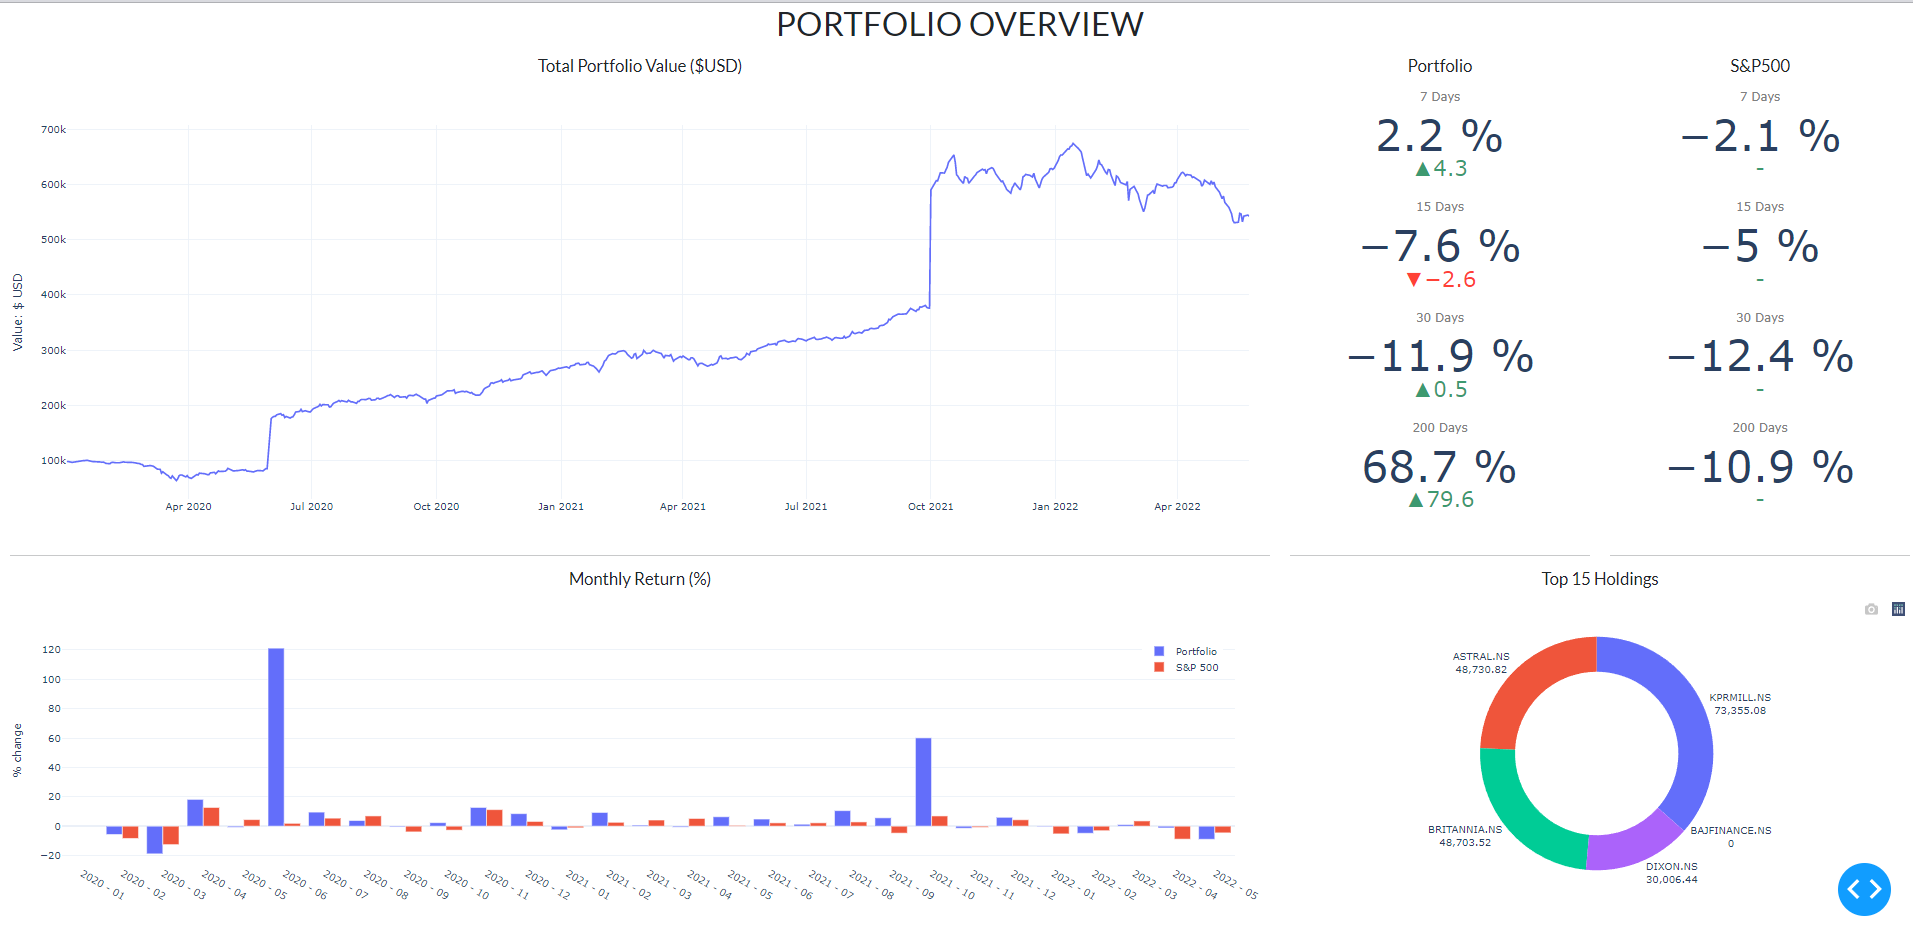 PORTFOLIO OVERVIEW
Total Portfolio Value ($USD)
Value: $ USD
700k
600k
500k
400k
300k
200k
100k
Apr 2020
Jul 2020
Oct 2020
Jan 2021
Apr 2021
Jul 2021
Oct 2021
Jan 2022
Apr 2022
Portfolio
7 Days
2.2 %
▲4.3
15 Days
−7.6 %
▼−2.6
30 Days
−11.9 %
▲0.5
200 Days
68.7 %
▲79.6
S&P500
7 Days
−2.1 %
-
15 Days
−5 %
-
30 Days
−12.4 %
-
200 Days
−10.9 %
-
Monthly Return (%)
% change
120
100
80
60
40
20
0
−20
Portfolio
S&P 500
2020 - 01
2020 - 02
2020 - 03
2020 - 04
2020 - 05
2020 - 06
2020 - 07
2020 - 08
2020 - 09
2020 - 10
2020 - 11
2020 - 12
2021 - 01
2021 - 02
2021 - 03
2021 - 04
2021 - 05
2021 - 06
2021 - 07
2021 - 08
2021 - 09
2021 - 10
2021 - 11
2021 - 12
2022 - 01
2022 - 02
2022 - 03
2022 - 04
2022 - 05
Top 15 Holdings
ASTRAL.NS
48,730.82
KPRMILL.NS
73,355.08
BRITANNIA.NS
48,703.52
BAJFINANCE.NS
0
DIXON.NS
30,006.44